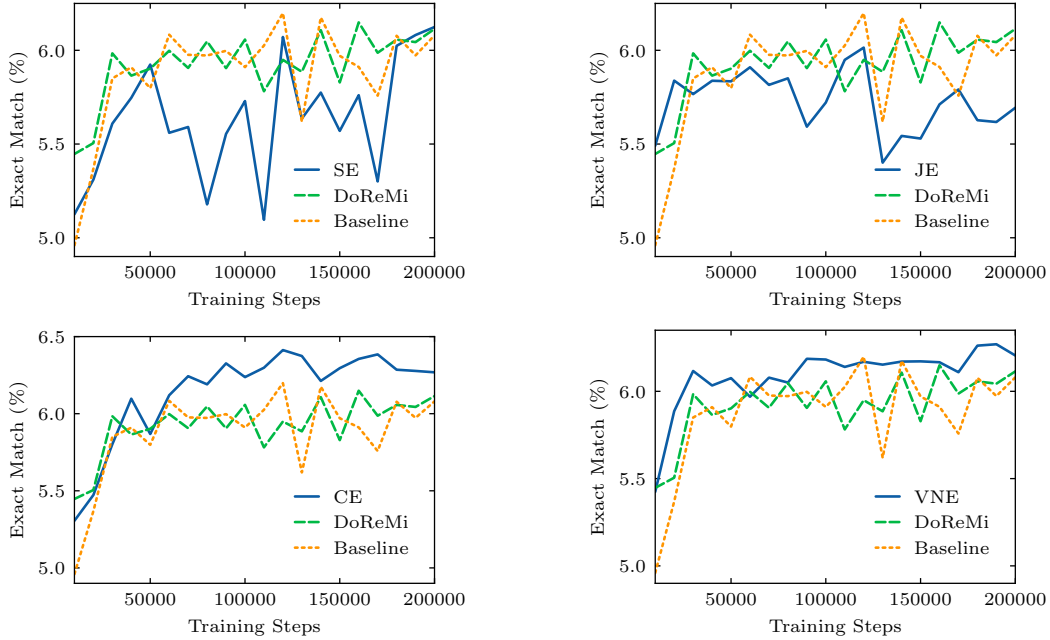 Exact Match (%)
6.0
5.5
5.0
SE
DoReMi
Baseline
50000 100000 150000 200000
Training Steps
Exact Match (%)
6.0
5.5
5.0
JE
DoReMi
Baseline
50000 100000 150000 200000
Training Steps
Exact Match (%)
6.5
6.0
5.5
5.0
CE
DoReMi
Baseline
50000 100000 150000 200000
Training Steps
Exact Match (%)
6.0
5.5
5.0
VNE
DoReMi
Baseline
50000 100000 150000 200000
Training Steps